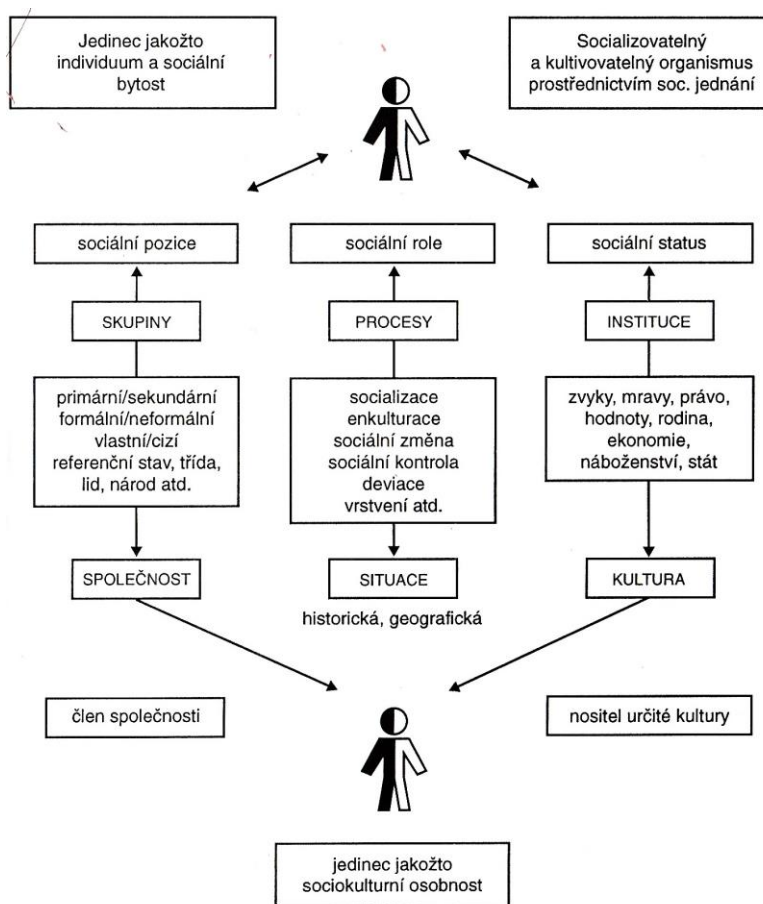 Jedinec jakožto
individuum a sociální
bytost
Socializovatelný
a kultivovatelný organismus
prostřednictvím soc. jednání
sociální pozice
sociální role
sociální status
SKUPINY
PROCESY
INSTITUCE
primární/sekundární
formální/neformální
vlastní/cizí
referenční stav, třída,
lid, národ atd.
socializace
enkulturace
sociální změna
sociální kontrola
deviace
vrstvení atd.
zvyky, mravy, právo,
hodnoty, rodina,
ekonomie,
náboženství, stát
SPOLEČNOST
SITUACE
KULTURA
historická, geografická
člen společnosti
nositel určité kultury
jedinec jakožto
sociokulturní osobnost